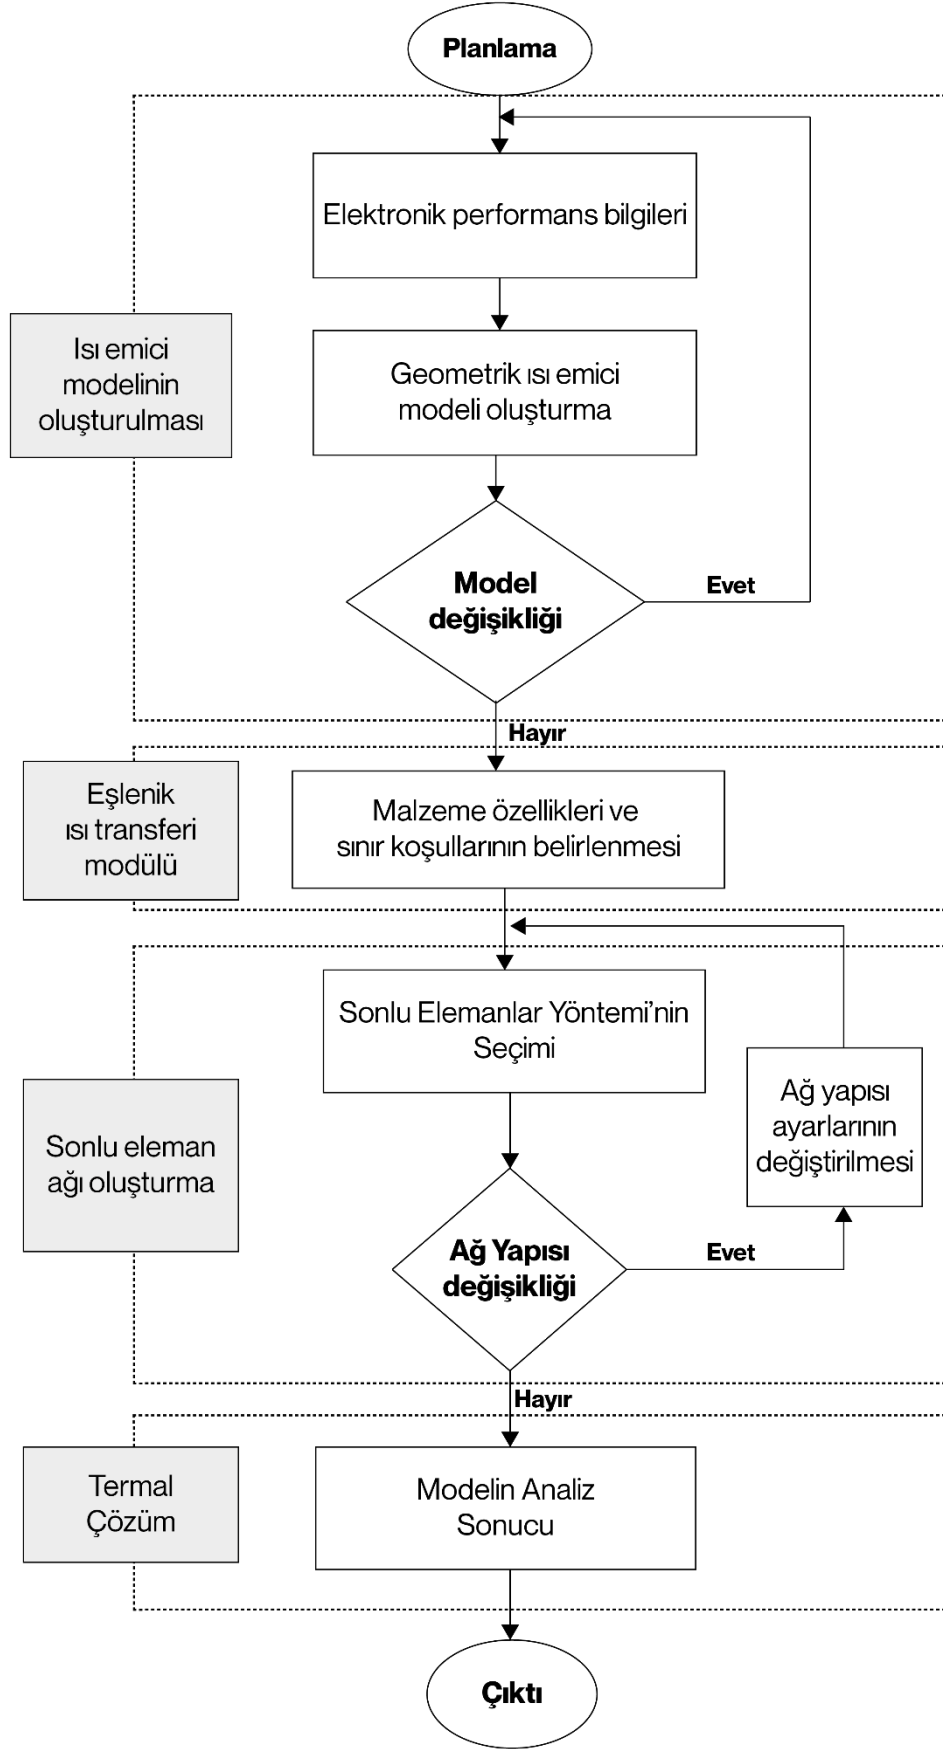 Planlama
Elektronik performans bilgileri
Isı emici
modelinin
oluşturulması
Geometrik ısı emici
modeli oluşturma
Model
değişikliği
Evet
Hayır
Eşlenik
ısı transferi
modülü
Malzeme özellikleri ve
sınır koşullarının belirlenmesi
Sonlu Elemanlar Yöntemi'nin
Seçimi
Ağ yapısı
ayarlarının
değiştirilmesi
Sonlu eleman
ağı oluşturma
Ağ Yapısı
değişikliği
Evet
Hayır
Termal
Çözüm
Modelin Analiz
Sonucu
Çıktı